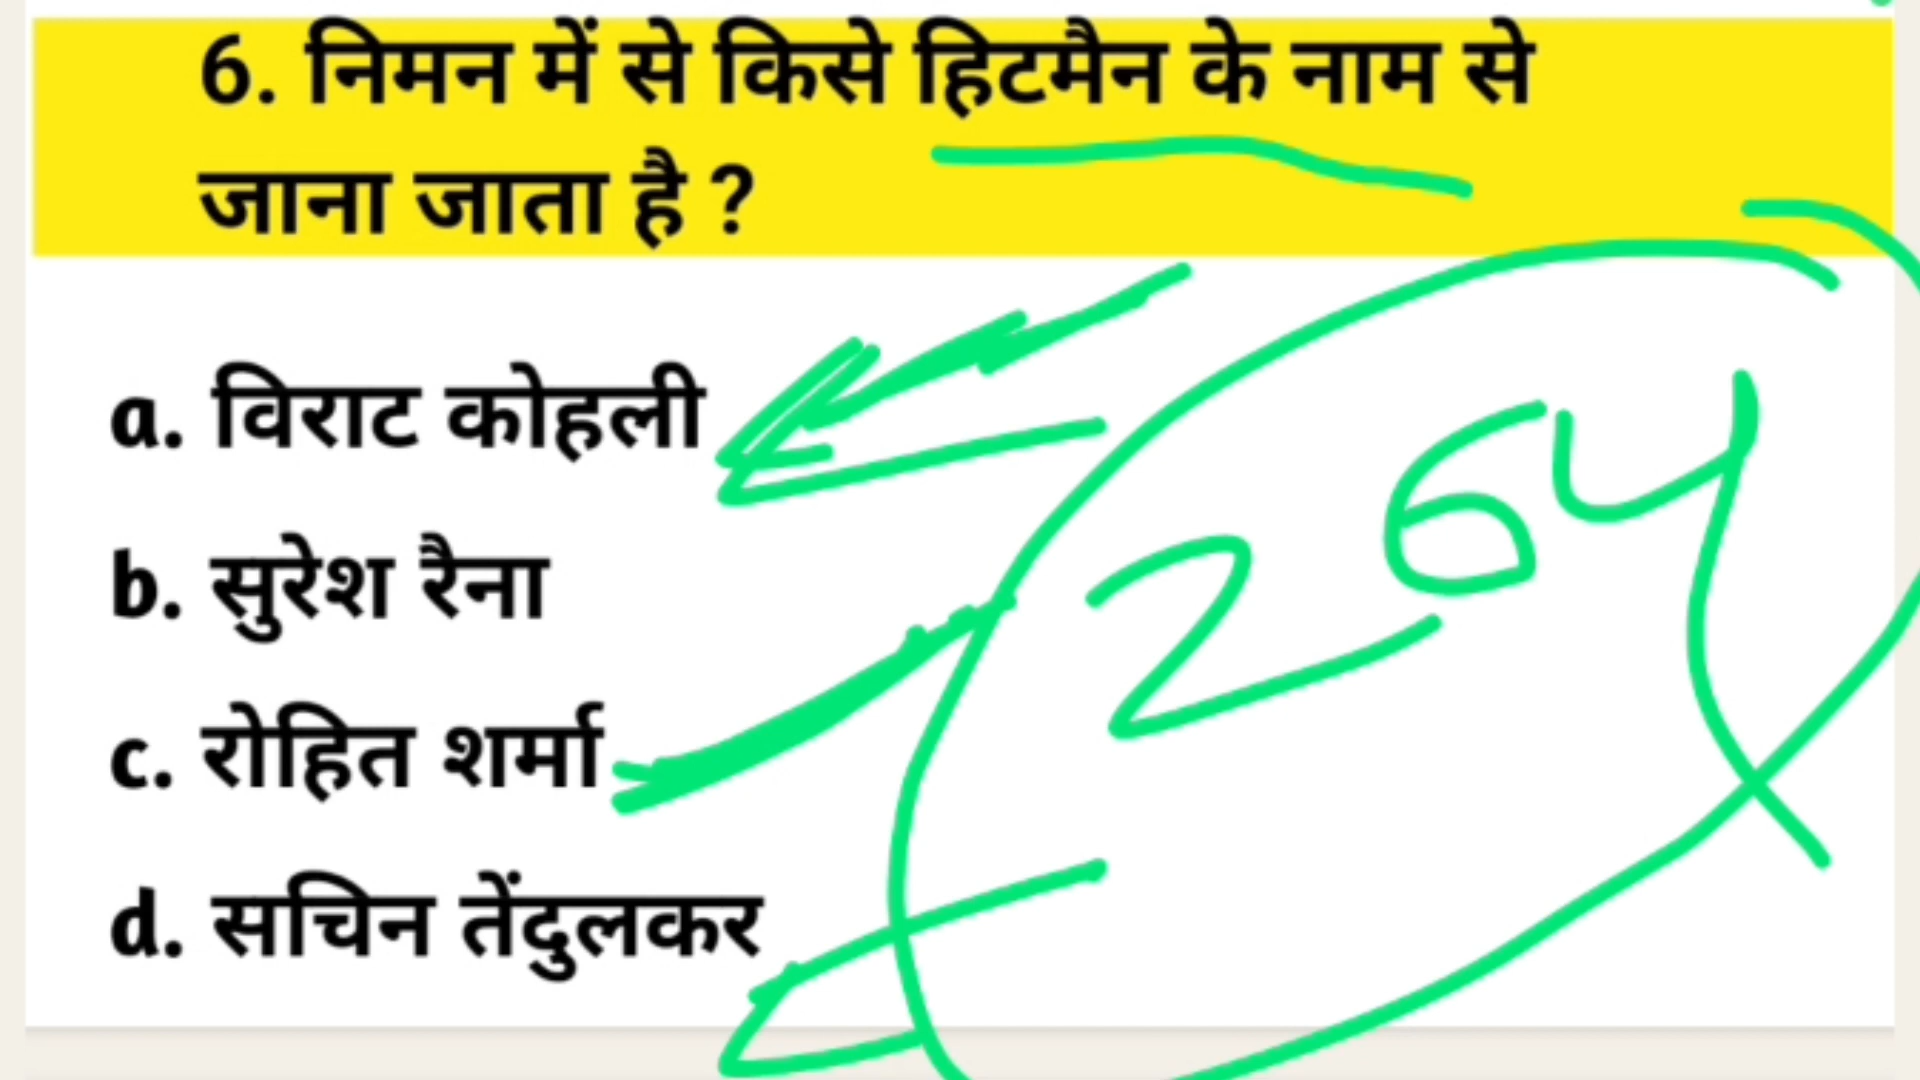 6. निमन में से किसे हिटमैन के नाम से
जाना जाता है ?
a. विराट कोहली
b. सुरेश रैना
c. रोहित शर्मा
d. सचिन तेंदुलकर
264